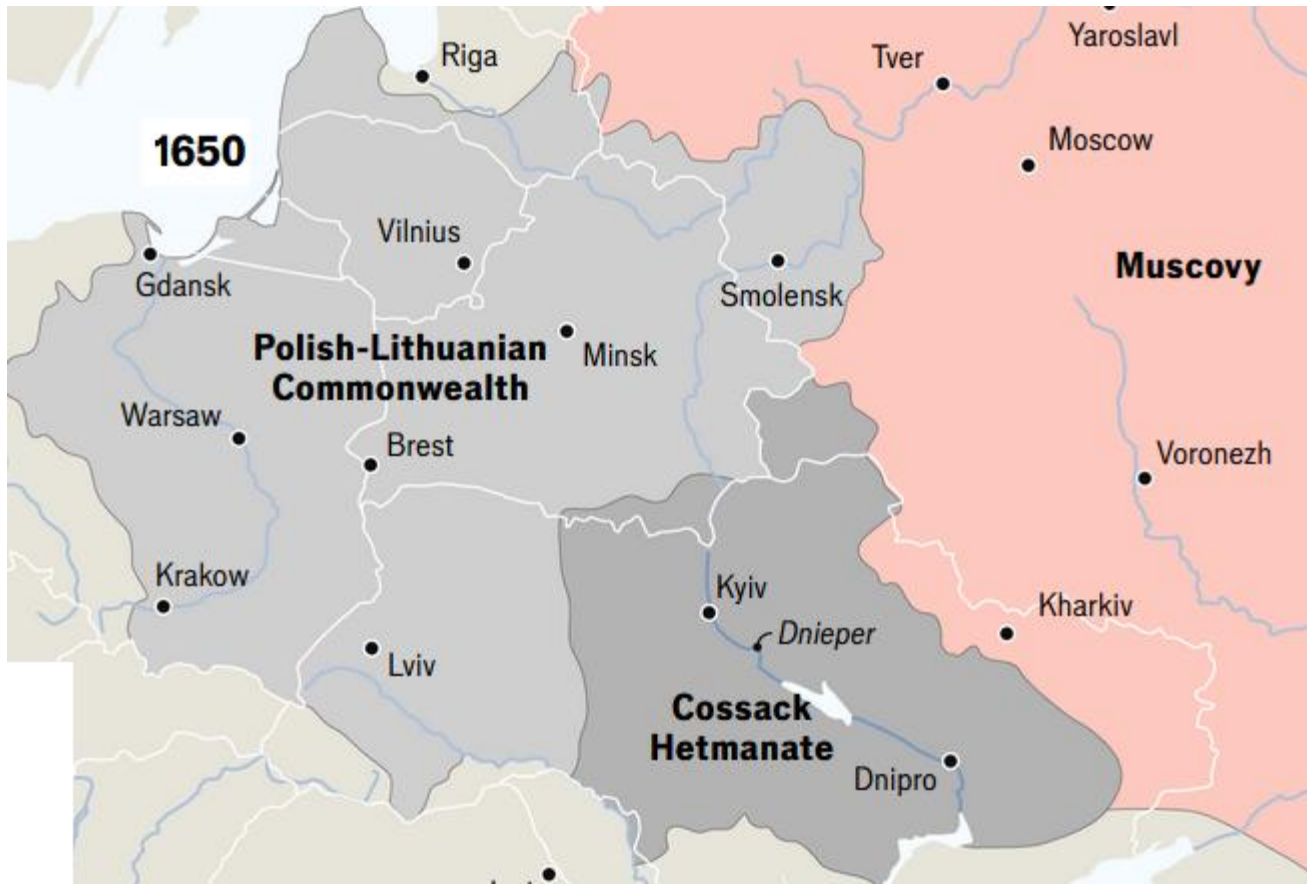 Yaroslavl
Riga
Tver
1650
Moscow
Vilnius
Gdansk
Muscovy
Smolensk
Polish-Lithuanian
Commonwealth
Minsk
Warsaw
Brest
Voronezh
Krakow
Kyiv
Kharkiv
Dnieper
Lviv
Cossack
Hetmanate
Dnipro